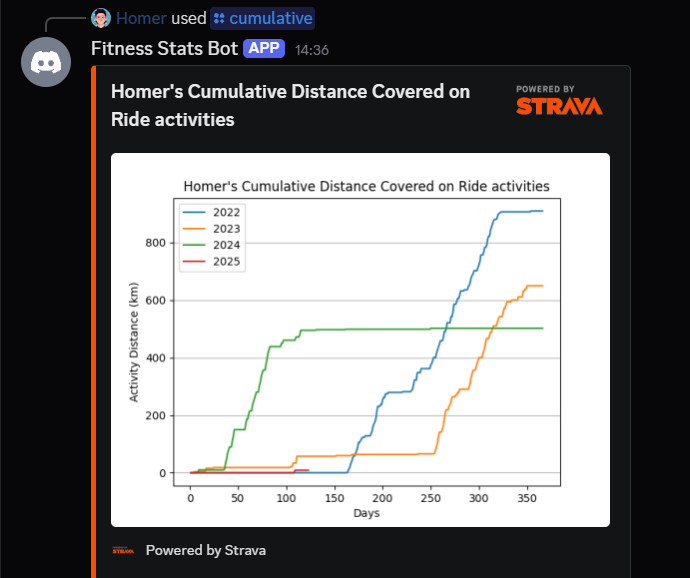 Homer used cumulative
Fitness Stats Bot APP 14:36
Homer's Cumulative Distance Covered on
Ride activities
POWERED BY
STRAVA
Homer's Cumulative Distance Covered on Ride activities
2022
2023
2024
2025
Activity Distance (km)
800
600
400
200
0
0 50 100 150 200 250 300 350
Days
STRAVA
Powered by Strava